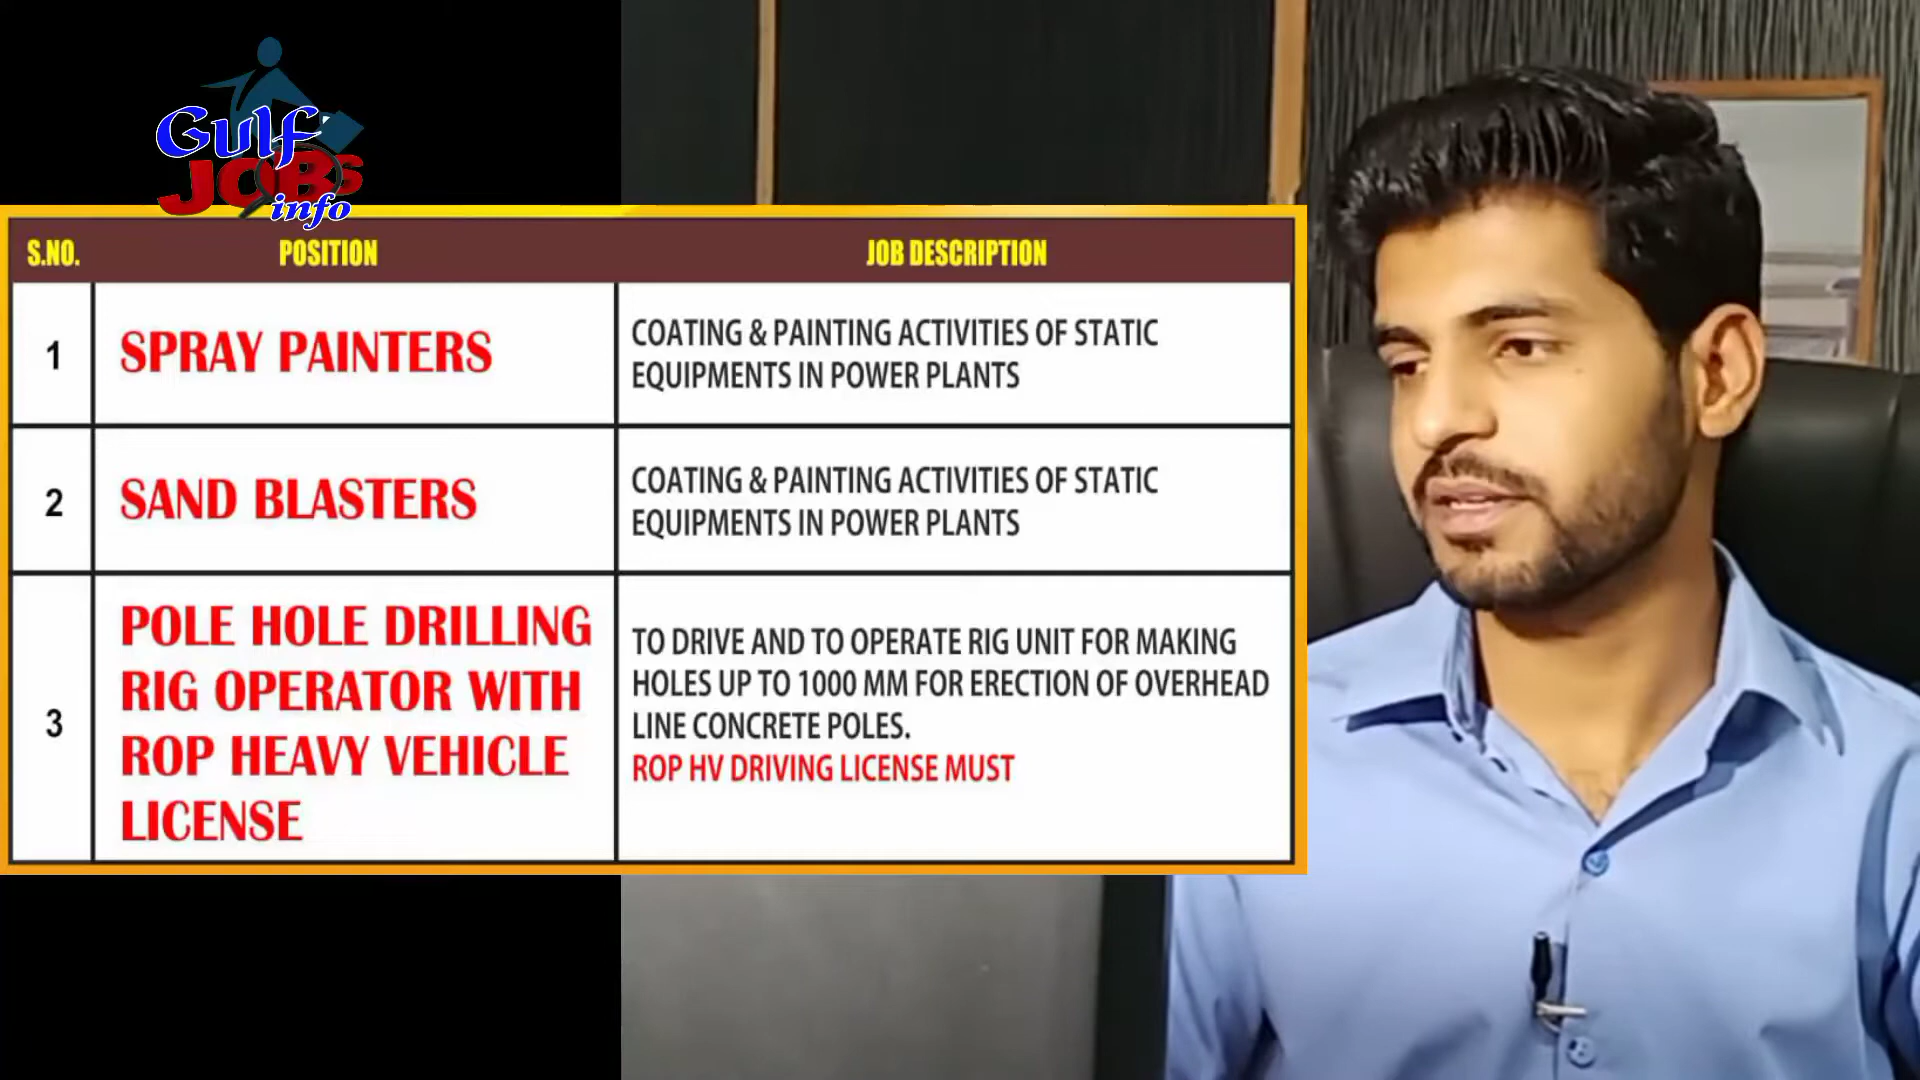 Gulf
JOBS
info
S.NO. POSITION JOB DESCRIPTION
1 SPRAY PAINTERS COATING & PAINTING ACTIVITIES OF STATIC
EQUIPMENTS IN POWER PLANTS
2 SAND BLASTERS COATING & PAINTING ACTIVITIES OF STATIC
EQUIPMENTS IN POWER PLANTS
3 POLE HOLE DRILLING
RIG OPERATOR WITH
ROP HEAVY VEHICLE
LICENSE
TO DRIVE AND TO OPERATE RIG UNIT FOR MAKING
HOLES UP TO 1000 MM FOR ERECTION OF OVERHEAD
LINE CONCRETE POLES.
ROP HV DRIVING LICENSE MUST